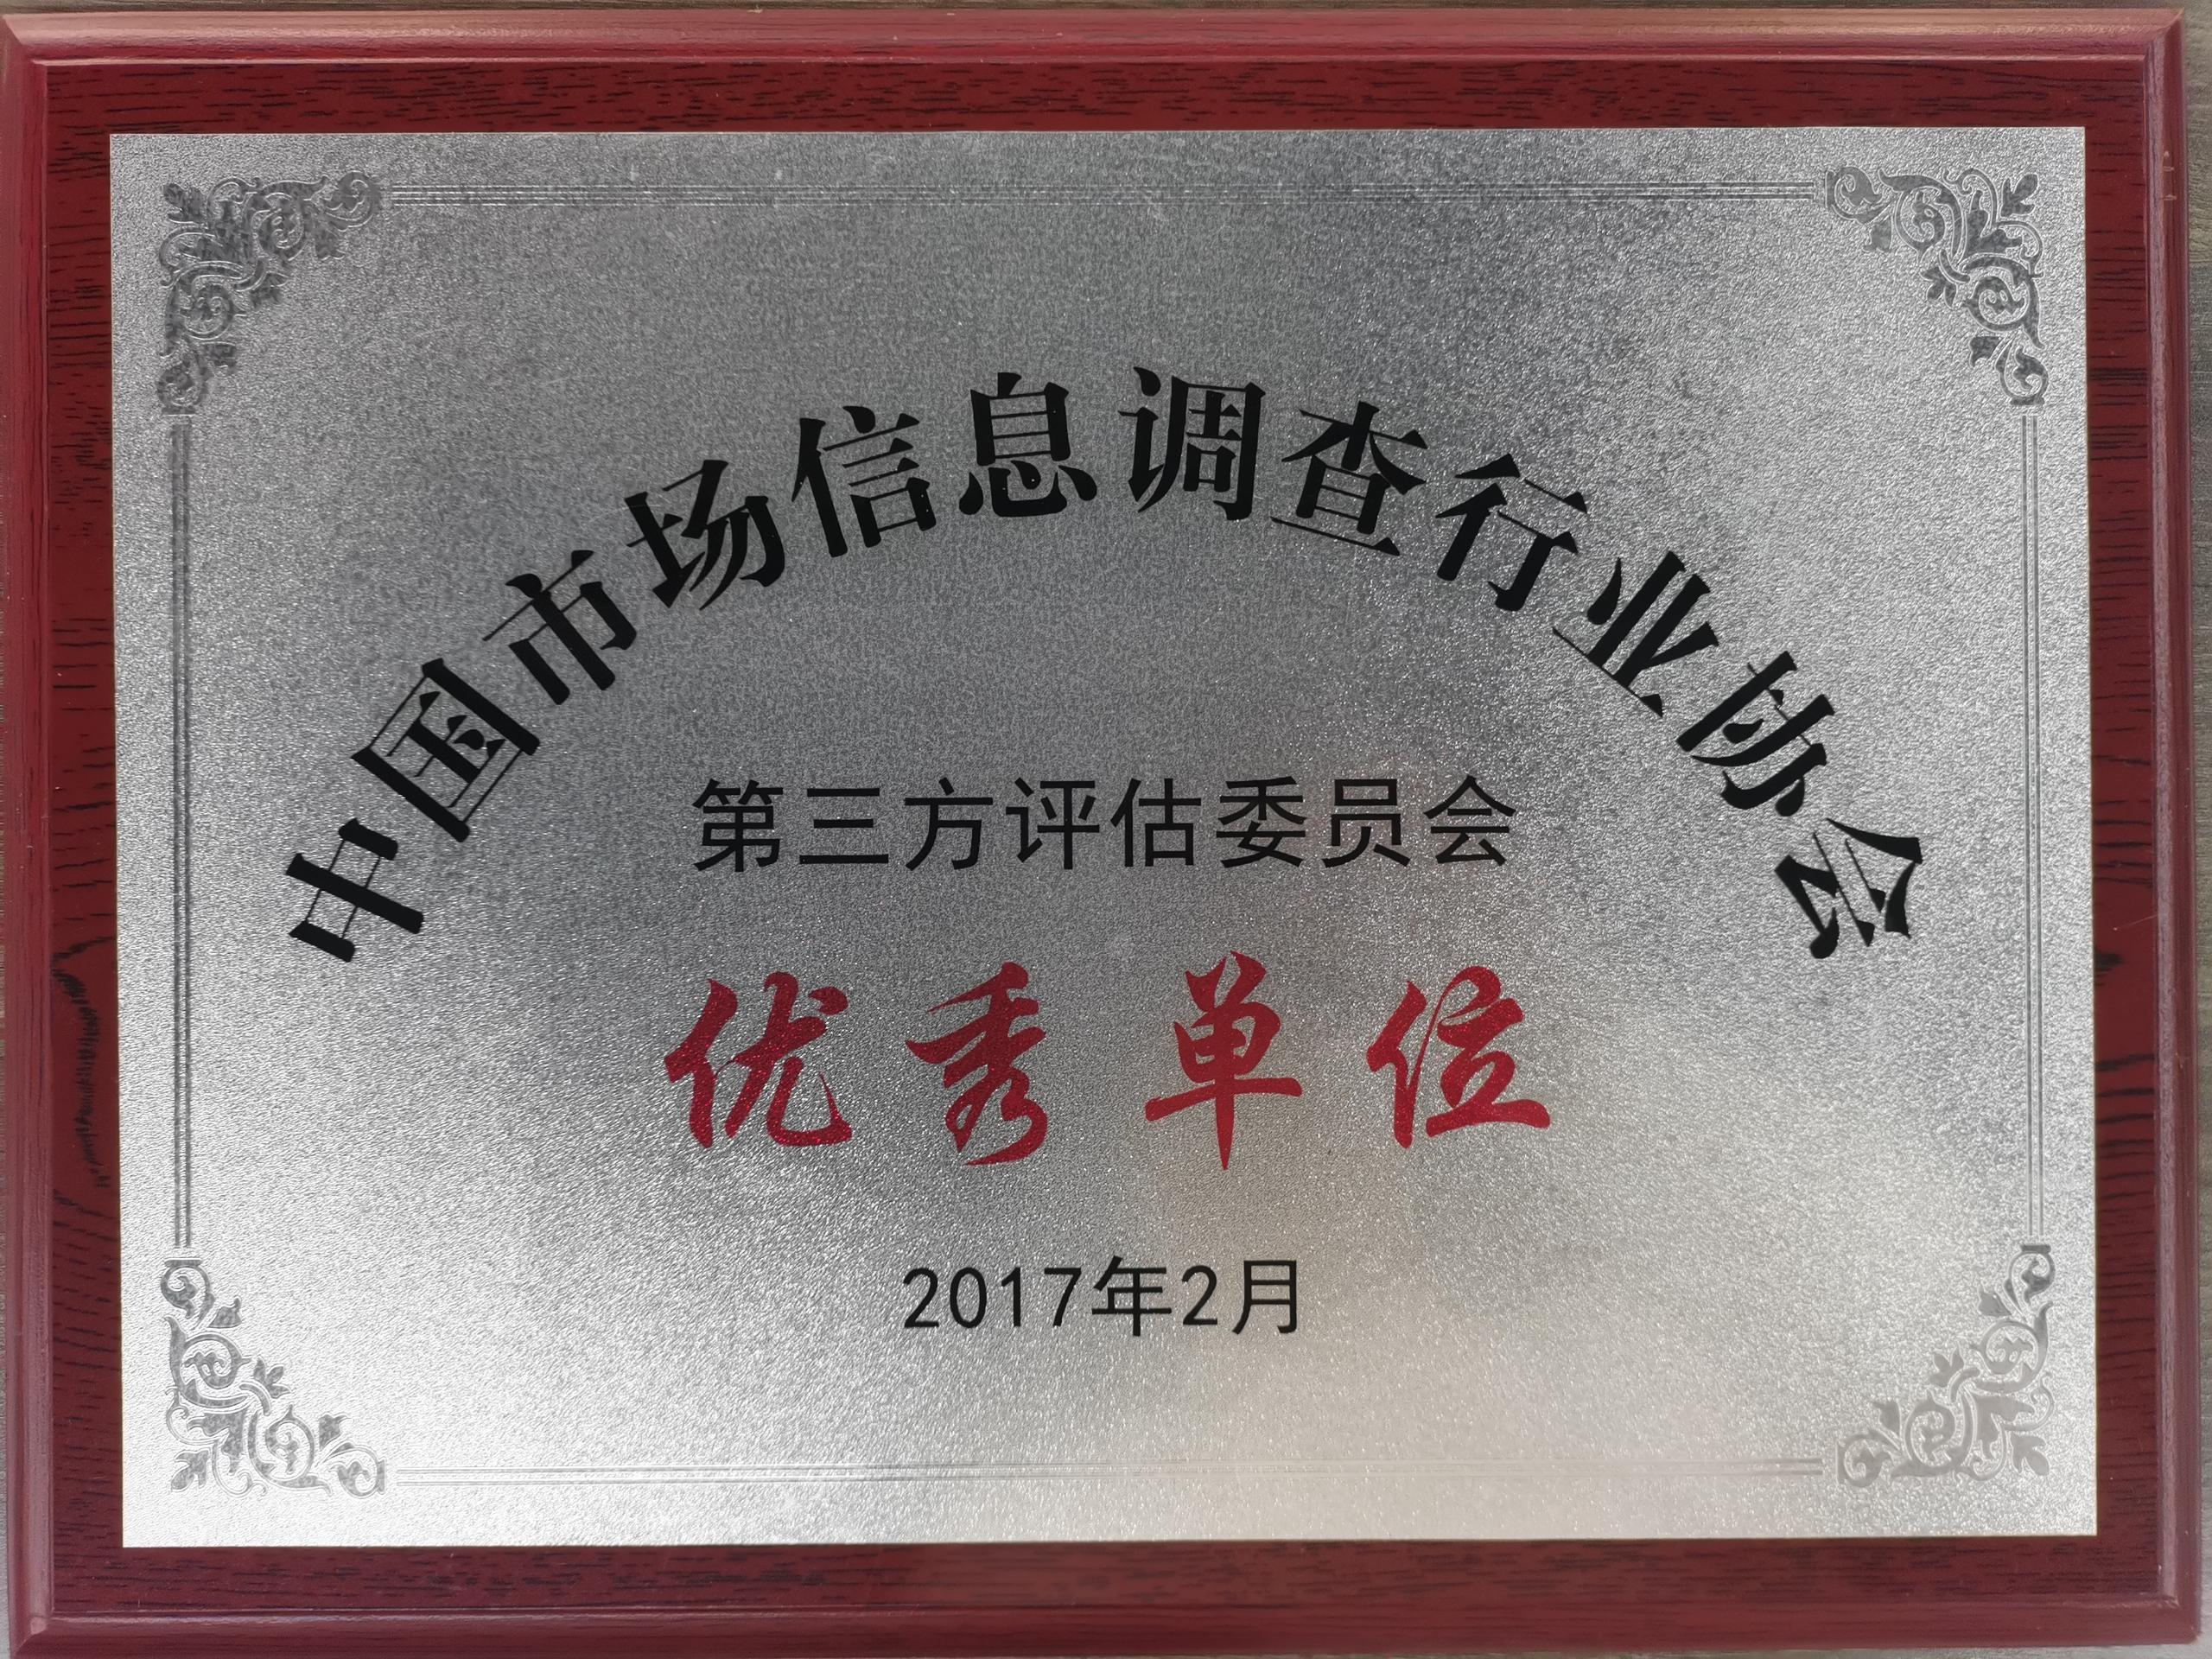 中国市场信息调查行业协会
第三方评估委员会
优秀单位
2017年2月